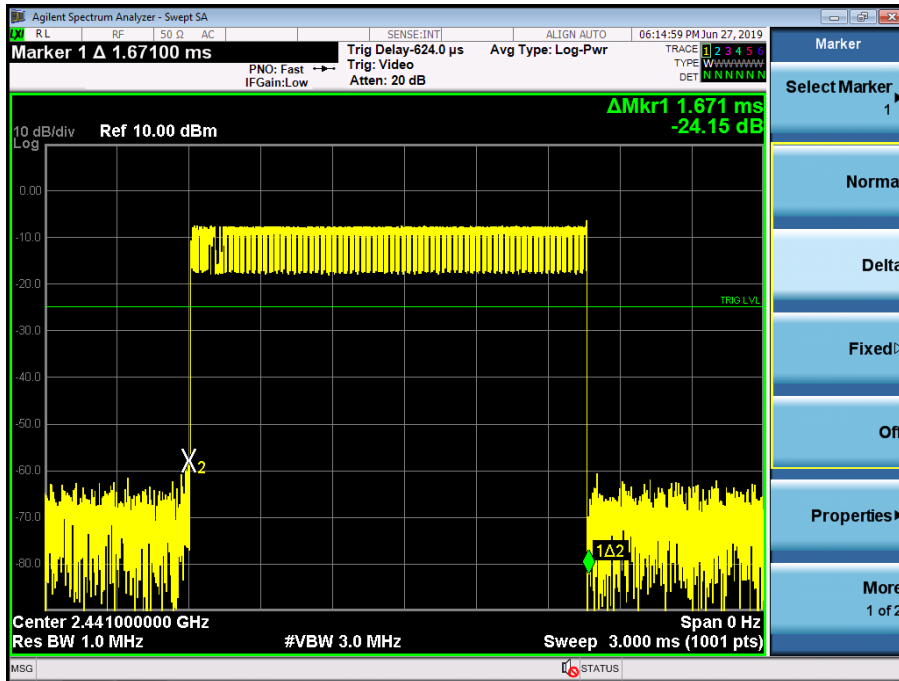 Agilent Spectrum Analyzer - Swept SA
LXI RL RF 50 Ω AC SENSE:INT ALIGN AUTO 06:14:59 PM Jun 27, 2019
Marker 1 Δ 1.67100 ms
PNO: Fast
IFGain:Low
Trig Delay-624.0 µs
Trig: Video
Atten: 20 dB
Avg Type: Log-Pwr
TRACE 1 2 3 4 5 6
TYPE WWWWWW
DET N N N N N N
ΔMkr1 1.671 ms
-24.15 dB
10 dB/div Ref 10.00 dBm
Log
0.00
-10.0
-20.0
TRIG LVL
-30.0
-40.0
-50.0
-60.0
2
-70.0
1Δ2
-80.0
Center 2.441000000 GHz Span 0 Hz
Res BW 1.0 MHz #VBW 3.0 MHz Sweep 3.000 ms (1001 pts)
MSG STATUS
Marker
Select Marker
1
Norma
Delta
Fixed
Off
Properties
More
1 of 2